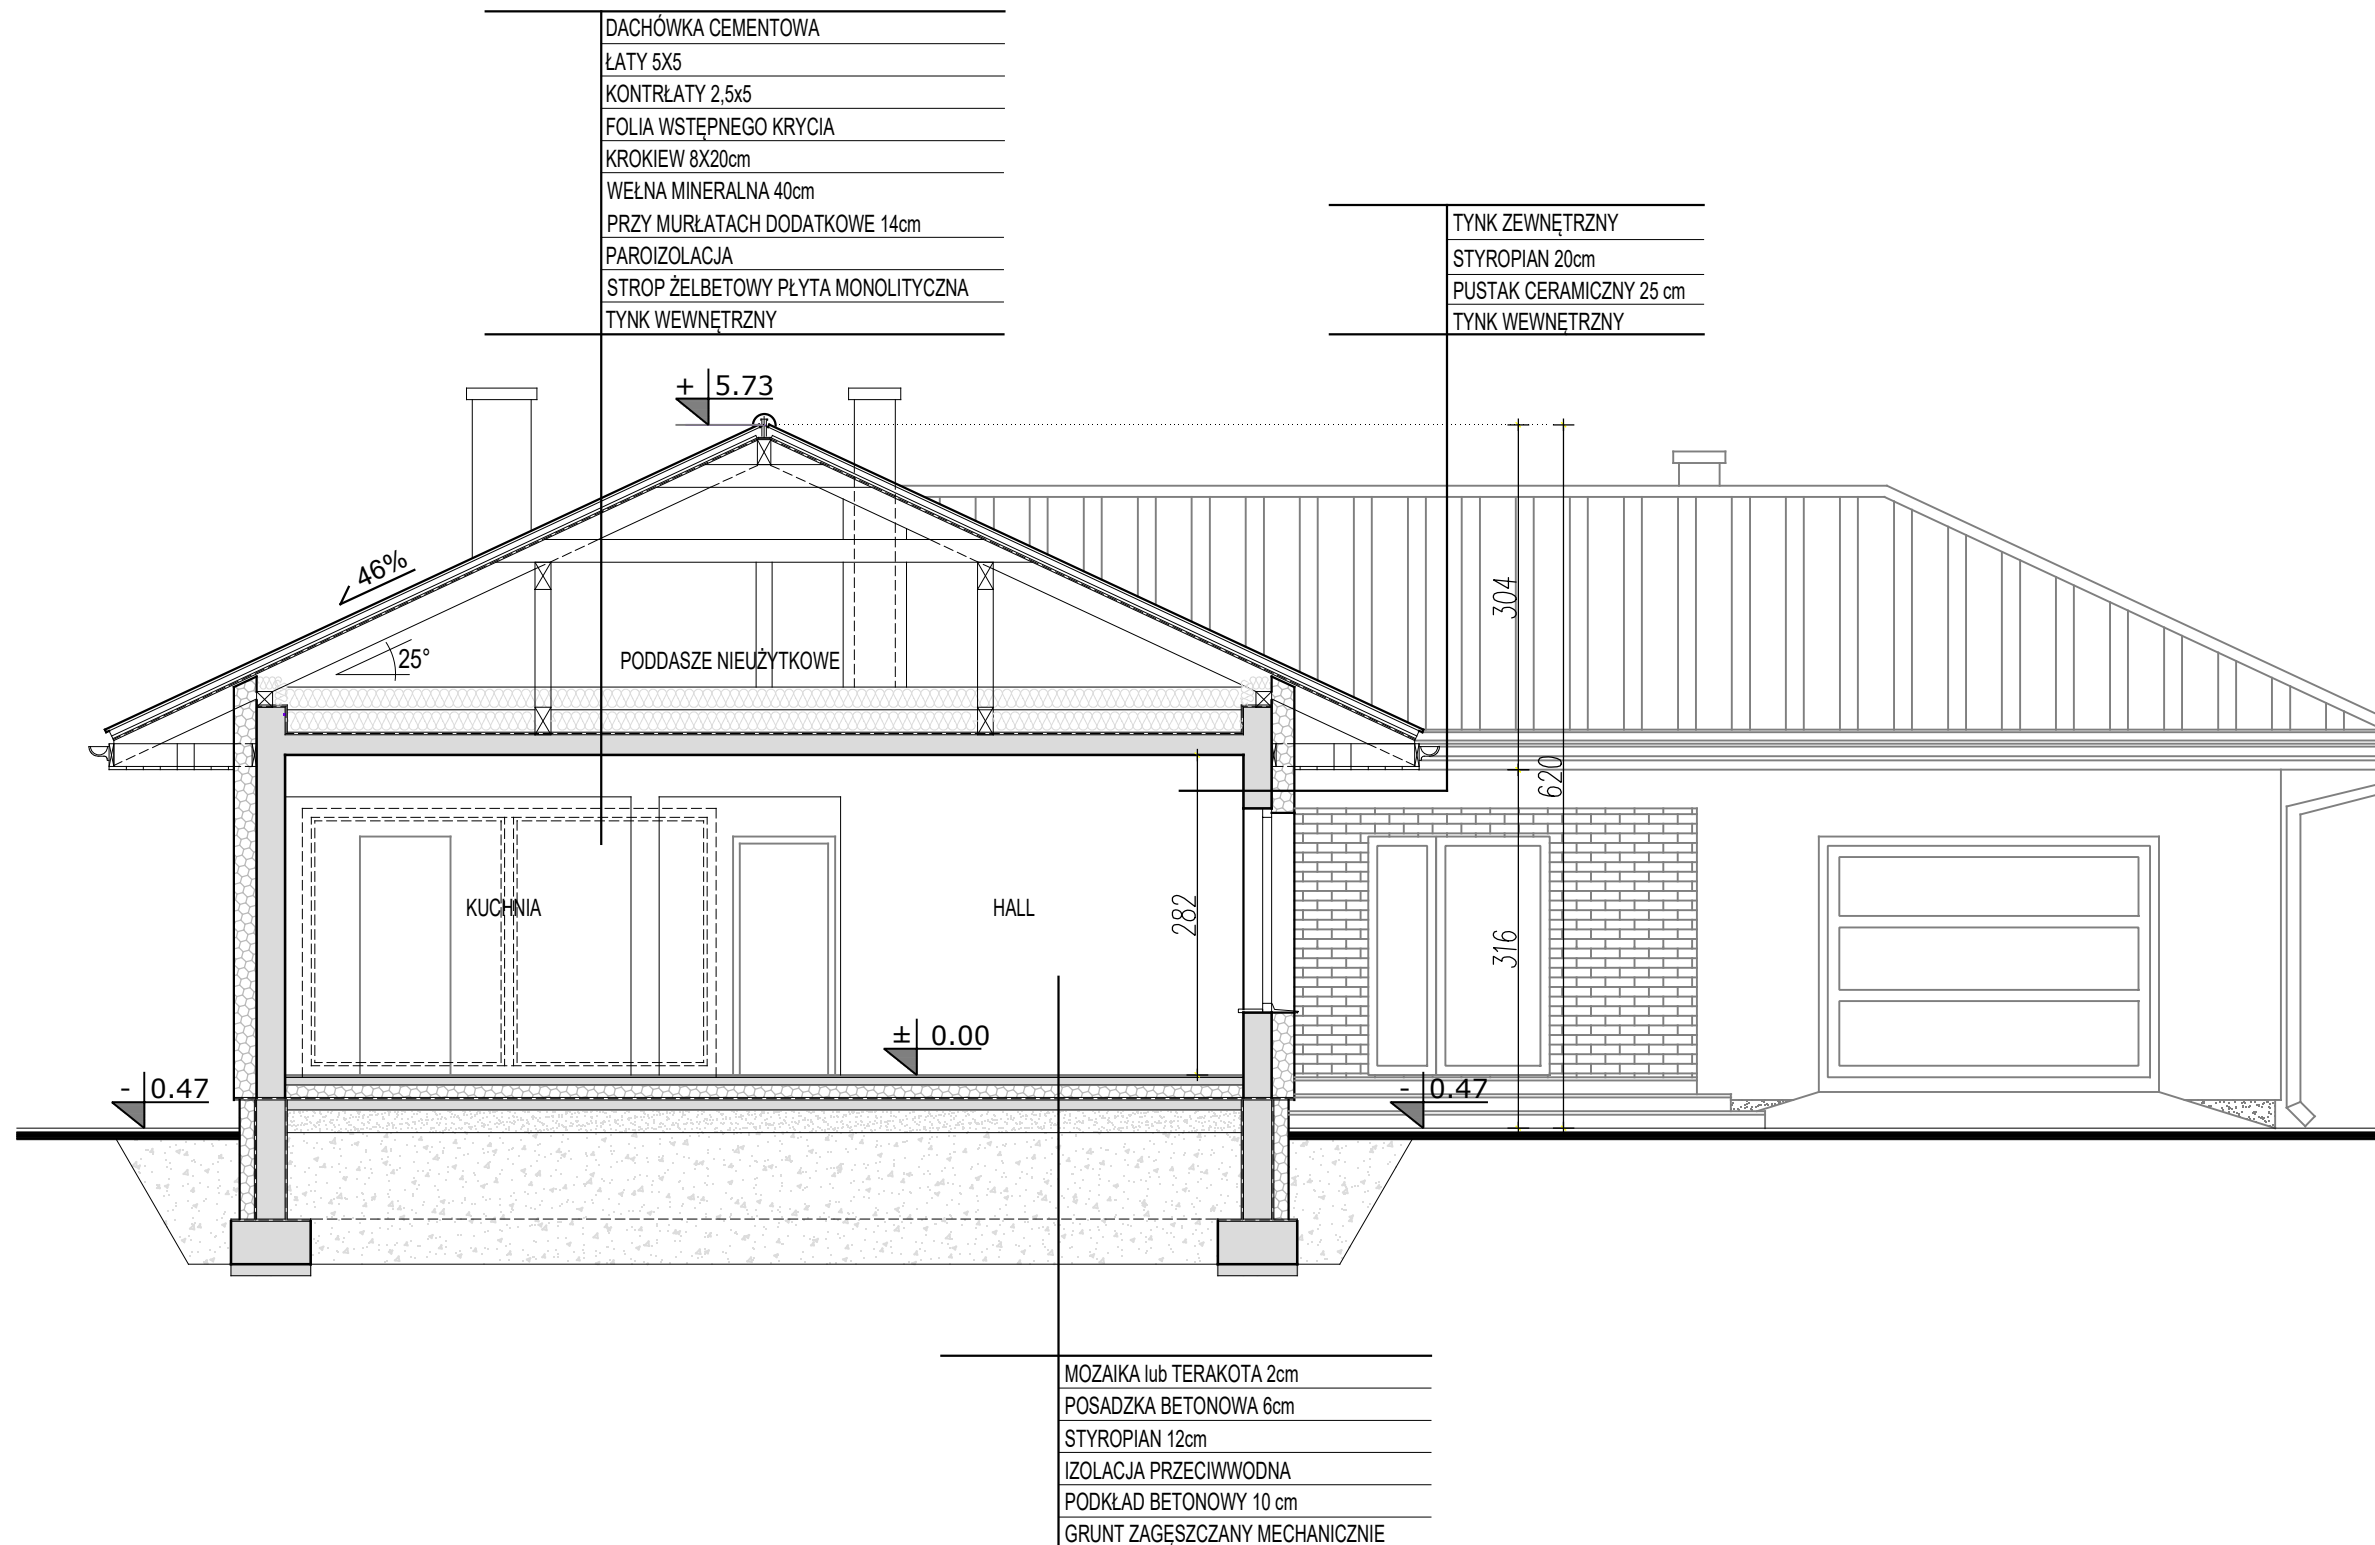 DACHÓWKA CEMENTOWA
ŁATY 5X5
KONTRŁATY 2,5x5
FOLIA WSTĘPNEGO KRYCIA
KROKIEW 8X20cm
WEŁNA MINERALNA 40cm
PRZY MURŁATACH DODATKOWE 14cm
PAROIZOLACJA
STROP ŻELBETOWY PŁYTA MONOLITYCZNA
TYNK WEWNĘTRZNY
TYNK ZEWNĘTRZNY
STYROPIAN 20cm
PUSTAK CERAMICZNY 25 cm
TYNK WEWNĘTRZNY
+ 5.73
46%
25°
PODDASZE NIEUŻYTKOWE
304
620
KUCHNIA
HALL
282
316
± 0.00
- 0.47
- 0.47
MOZAIKA lub TERAKOTA 2cm
POSADZKA BETONOWA 6cm
STYROPIAN 12cm
IZOLACJA PRZECIWWODNA
PODKŁAD BETONOWY 10 cm
GRUNT ZAGĘSZCZANY MECHANICZNIE